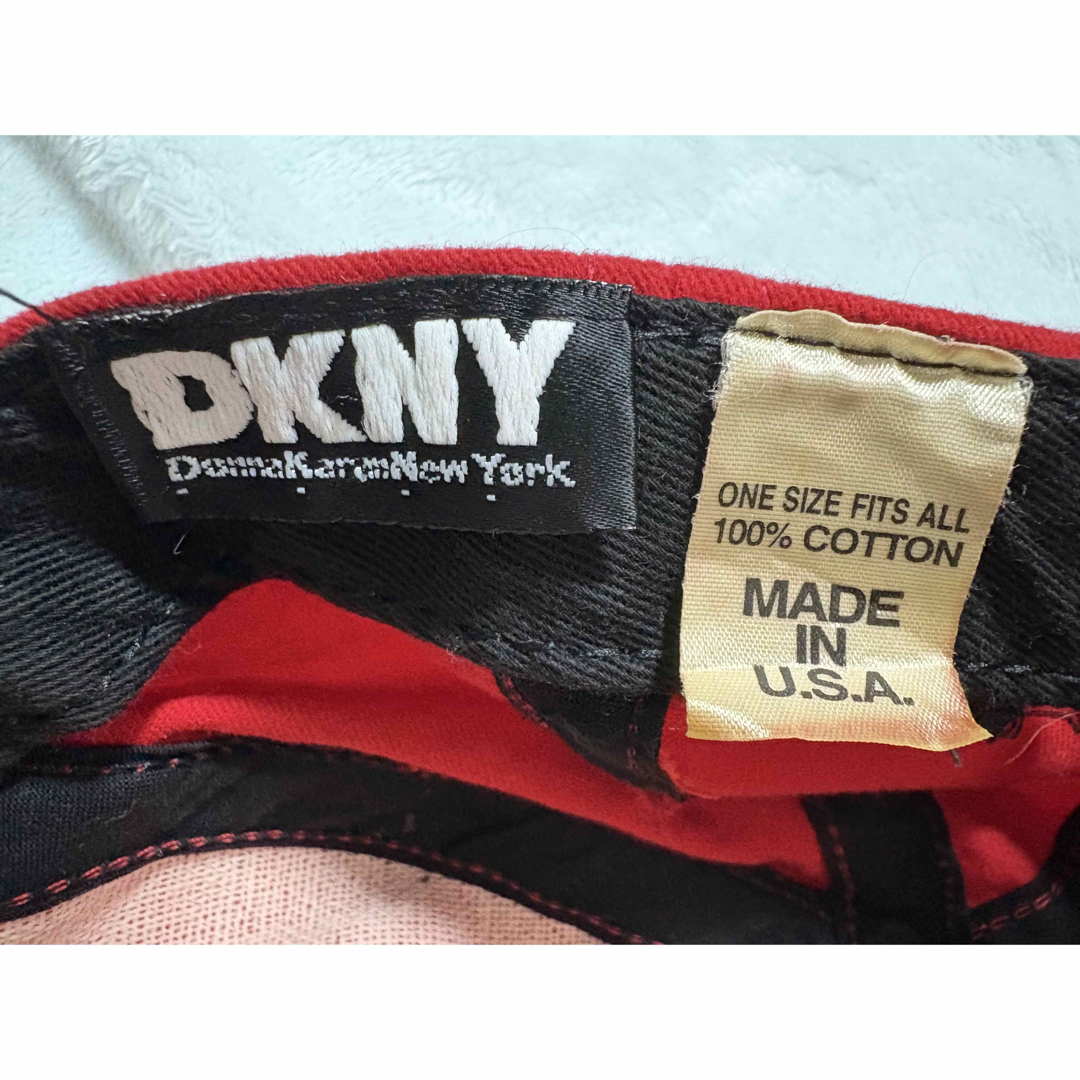 DKNY
DonnaKaranNew York
ONE SIZE FITS ALL
100% COTTON
MADE
IN
U.S.A.